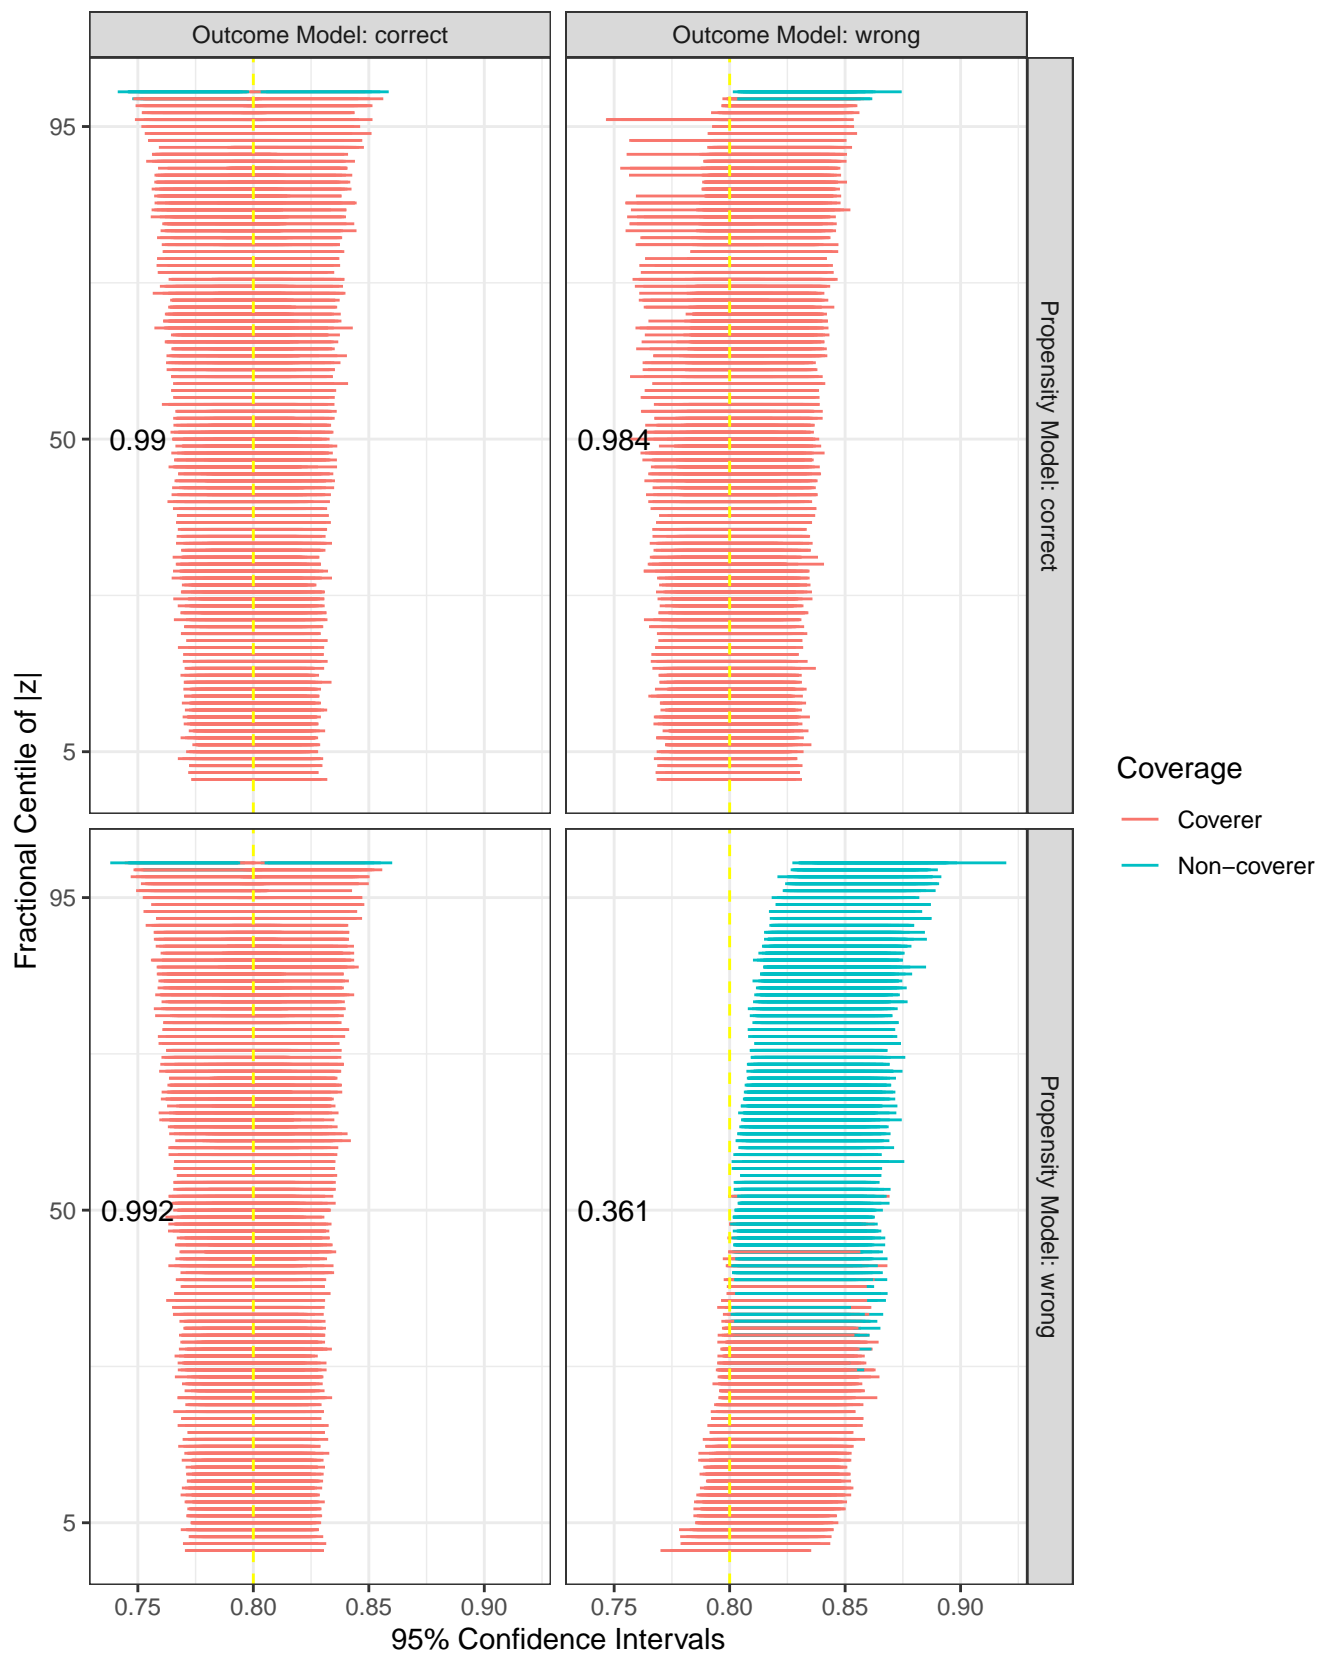 Outcome Model: correct
Outcome Model: wrong
95
50
5
0.99
0.984
Propensity Model: correct
Fractional Centile of |z|
Coverage
Coverer
Non−coverer
95
50
5
0.992
0.361
Propensity Model: wrong
0.75 0.80 0.85 0.90 0.75 0.80 0.85 0.90
95% Confidence Intervals